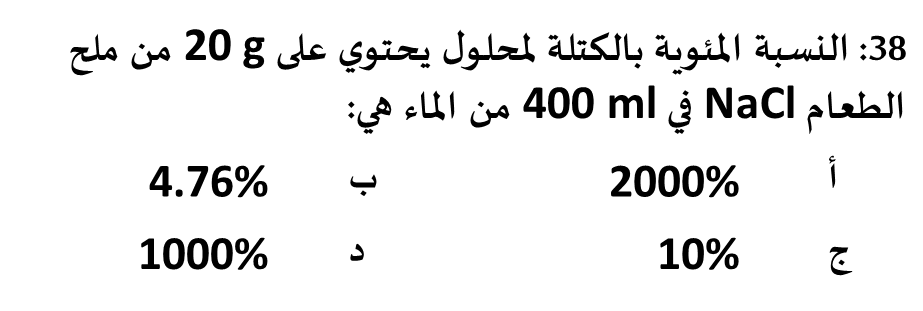 38: النسبة المئوية بالكتلة لمحلول يحتوي على 20 g من ملح
الطعام NaCl في 400 ml من الماء هي:
أ 2000% ب 4.76%
ج 10% د 1000%